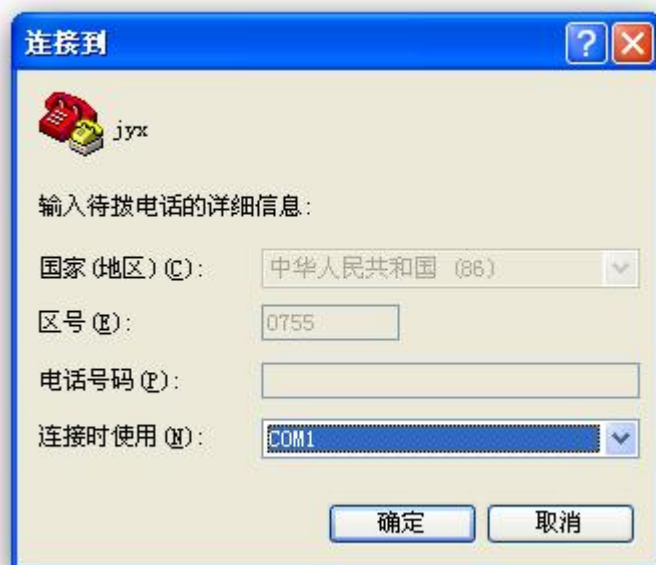 连接到
jyx
输入待拨电话的详细信息:
国家(地区)(C): 中华人民共和国 (86)
区号(E): 0755
电话号码(P):
连接时使用(N): COM1
确定 取消